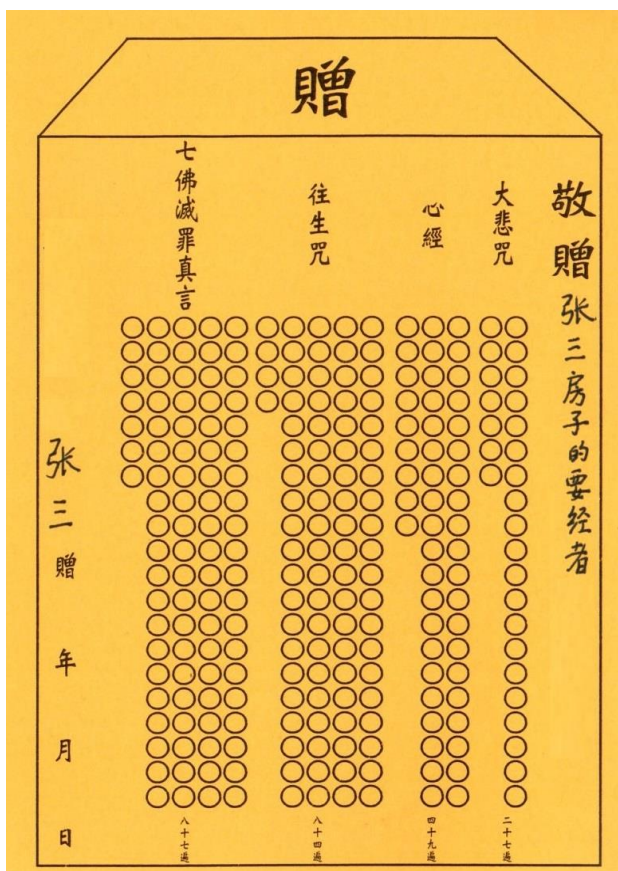 贈
敬贈张三房子的要经者
大悲咒
二十七遍
心經
四十九遍
往生咒
八十四遍
七佛滅罪真言
八十七遍
张三贈 年 月 日